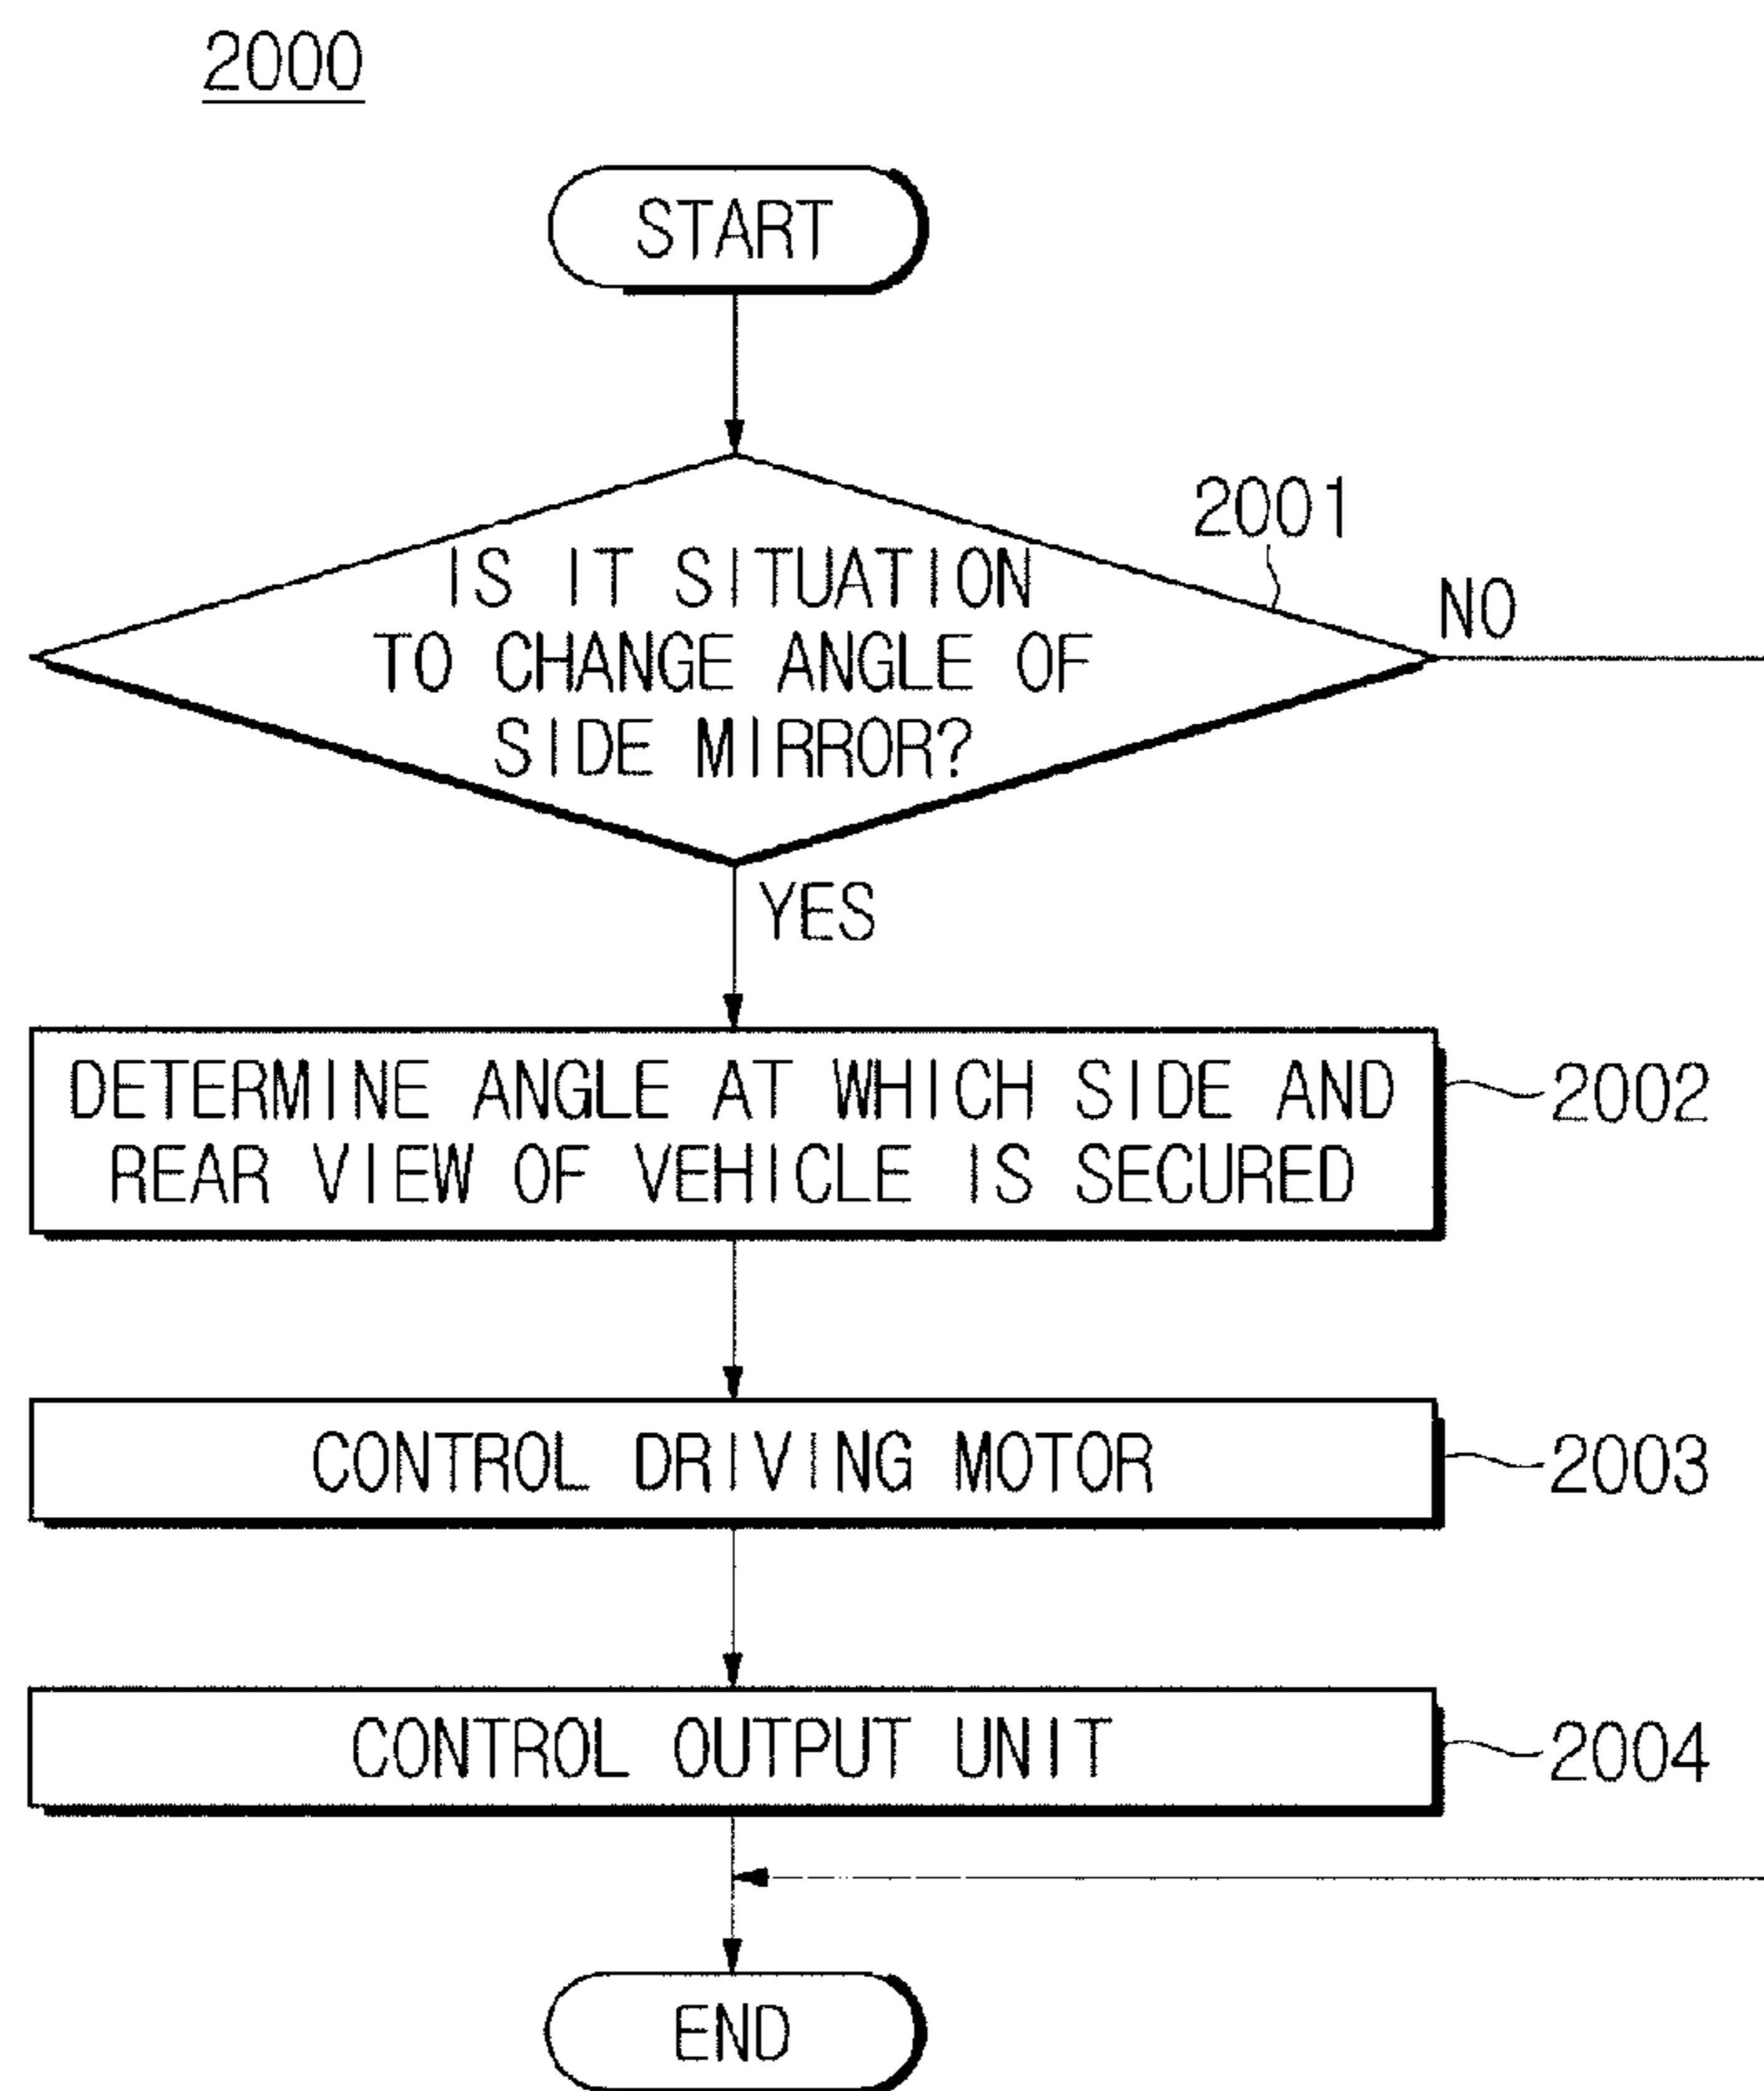 2000
START
2001
IS IT SITUATION
TO CHANGE ANGLE OF
SIDE MIRROR?
NO
YES
DETERMINE ANGLE AT WHICH SIDE AND
REAR VIEW OF VEHICLE IS SECURED
2002
CONTROL DRIVING MOTOR
2003
CONTROL OUTPUT UNIT
2004
END